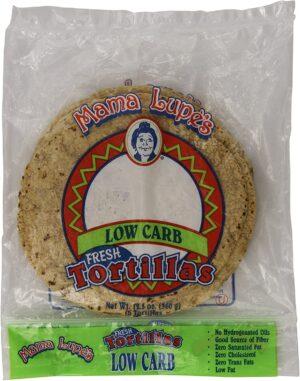 Mama Lupe's
LOW CARB
FRESH
Tortillas
Net Wt. 12.5 oz.
Tortillas
Mama Lupe's
FRESH
Tortillas
LOW CARB
• No Hydrogenated Oils
• Good Source of Fiber
• Zero Saturated Fat
• Zero Cholesterol
• Zero Trans Fats
• Low Fat